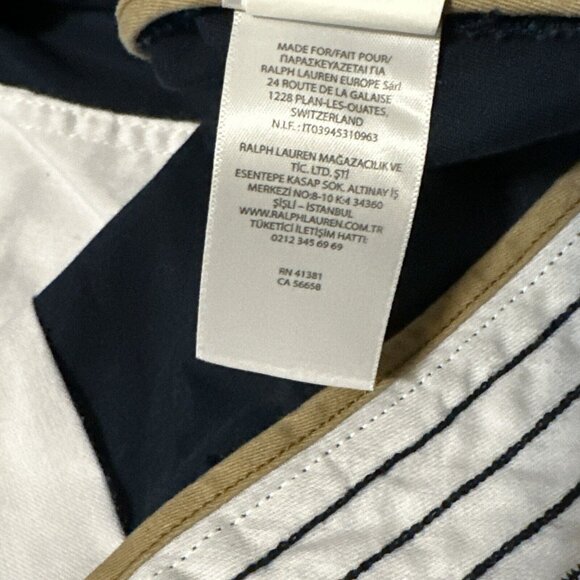 MADE FOR/FAIT POUR/
ΠΑΡΑΣΚΕΥΑΖΕΤΑΙ ΓΙΑ
RALPH LAUREN EUROPE Sàrl
24 ROUTE DE LA GALAISE
1228 PLAN-LES-OUATES,
SWITZERLAND
N.I.F. : IT03945310963
RALPH LAUREN MAĞAZACILIK VE
TİC. LTD. ŞTİ
ESENTEPE KASAP SOK. ALTINAY İŞ
MERKEZİ NO:8-10 K:4 34360
ŞİŞLİ – İSTANBUL
WWW.RALPHLAUREN.COM.TR
TÜKETİCİ İLETİŞİM HATTI:
0212 345 69 69
RN 41381
CA 56658